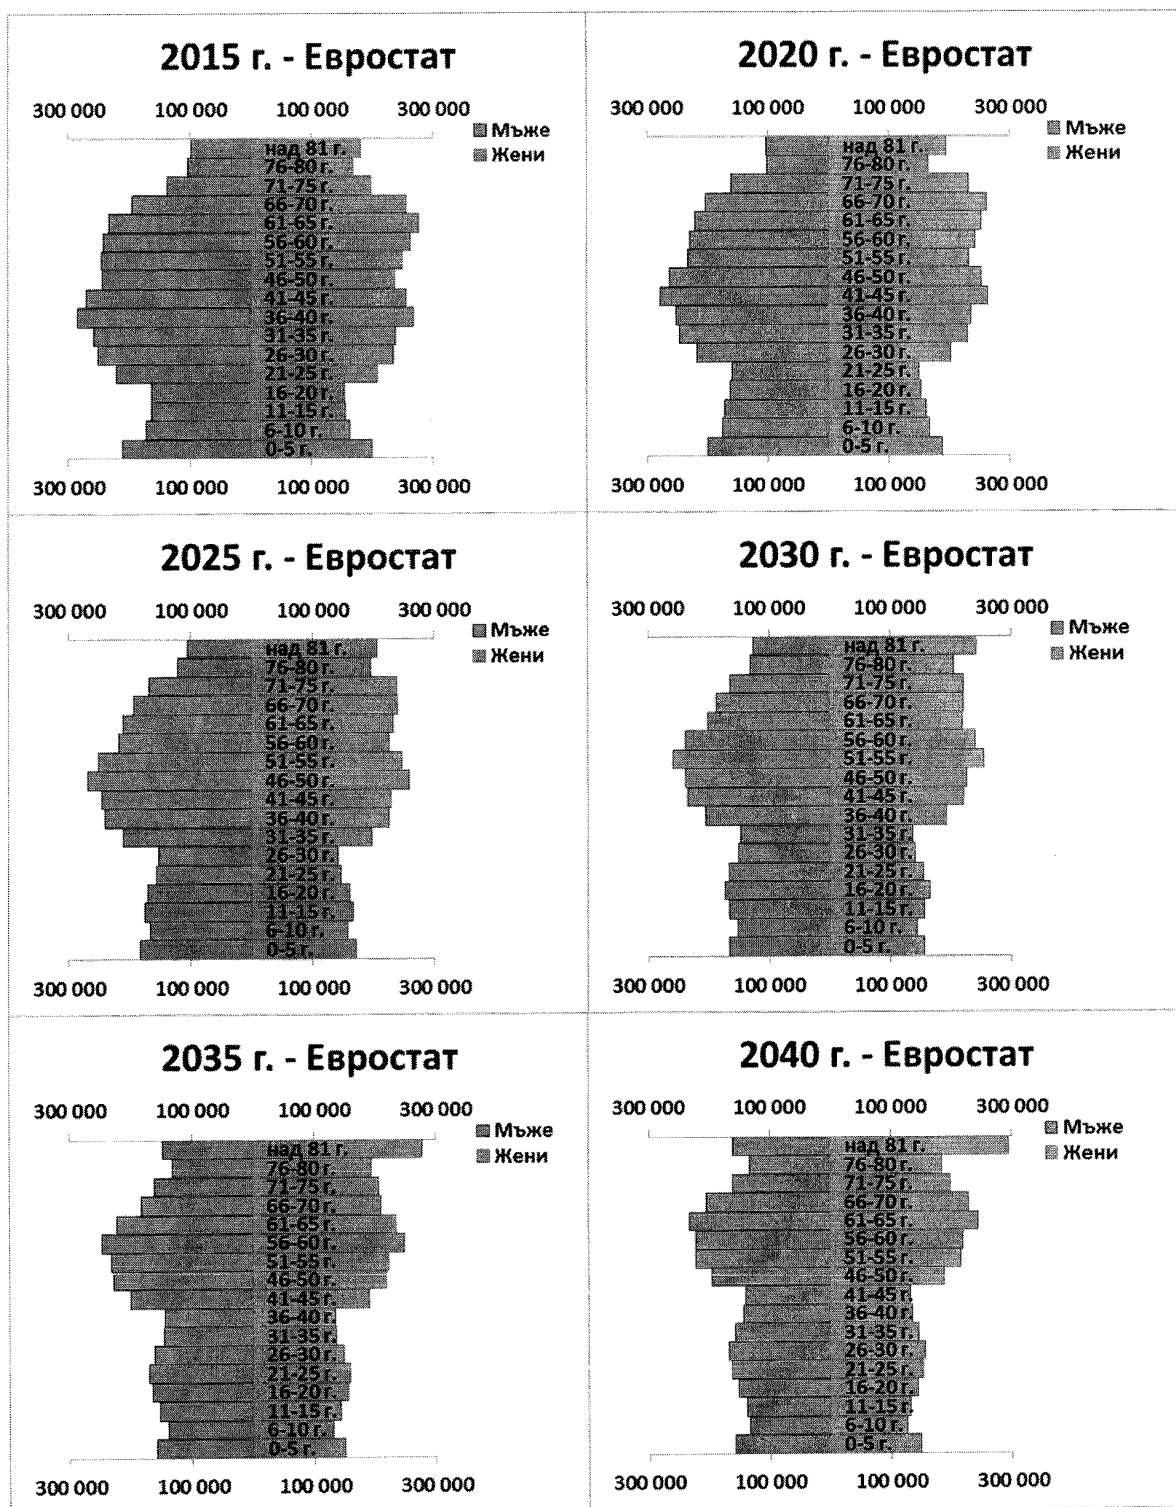 2015 г. - Евростат
300 000 100 000 100 000 300 000
Мъже
Жени
над 81 г.
76-80 г.
71-75 г.
66-70 г.
61-65 г.
56-60 г.
51-55 г.
46-50 г.
41-45 г.
36-40 г.
31-35 г.
26-30 г.
21-25 г.
16-20 г.
11-15 г.
6-10 г.
0-5 г.
300 000 100 000 100 000 300 000
2020 г. - Евростат
300 000 100 000 100 000 300 000
Мъже
Жени
над 81 г.
76-80 г.
71-75 г.
66-70 г.
61-65 г.
56-60 г.
51-55 г.
46-50 г.
41-45 г.
36-40 г.
31-35 г.
26-30 г.
21-25 г.
16-20 г.
11-15 г.
6-10 г.
0-5 г.
300 000 100 000 100 000 300 000
2025 г. - Евростат
300 000 100 000 100 000 300 000
Мъже
Жени
над 81 г.
76-80 г.
71-75 г.
66-70 г.
61-65 г.
56-60 г.
51-55 г.
46-50 г.
41-45 г.
36-40 г.
31-35 г.
26-30 г.
21-25 г.
16-20 г.
11-15 г.
6-10 г.
0-5 г.
300 000 100 000 100 000 300 000
2030 г. - Евростат
300 000 100 000 100 000 300 000
Мъже
Жени
над 81 г.
76-80 г.
71-75 г.
66-70 г.
61-65 г.
56-60 г.
51-55 г.
46-50 г.
41-45 г.
36-40 г.
31-35 г.
26-30 г.
21-25 г.
16-20 г.
11-15 г.
6-10 г.
0-5 г.
300 000 100 000 100 000 300 000
2035 г. - Евростат
300 000 100 000 100 000 300 000
Мъже
Жени
над 81 г.
76-80 г.
71-75 г.
66-70 г.
61-65 г.
56-60 г.
51-55 г.
46-50 г.
41-45 г.
36-40 г.
31-35 г.
26-30 г.
21-25 г.
16-20 г.
11-15 г.
6-10 г.
0-5 г.
300 000 100 000 100 000 300 000
2040 г. - Евростат
300 000 100 000 100 000 300 000
Мъже
Жени
над 81 г.
76-80 г.
71-75 г.
66-70 г.
61-65 г.
56-60 г.
51-55 г.
46-50 г.
41-45 г.
36-40 г.
31-35 г.
26-30 г.
21-25 г.
16-20 г.
11-15 г.
6-10 г.
0-5 г.
300 000 100 000 100 000 300 000